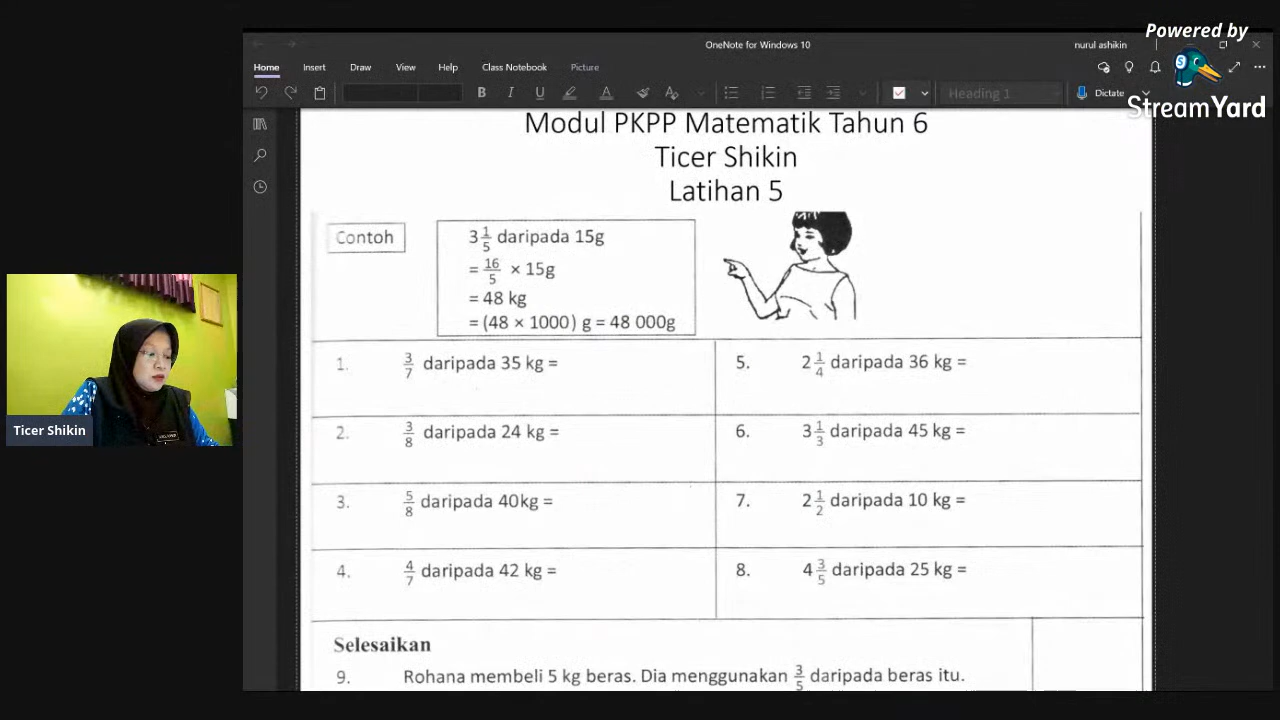 Powered by
StreamYard
OneNote for Windows 10
nurul ashikin
Home Insert Draw View Help Class Notebook Picture
B I U A Heading 1 Dictate
Modul PKPP Matematik Tahun 6
Ticer Shikin
Latihan 5
Contoh
3 1/5 daripada 15g
= 16/5 × 15g
= 48 kg
= (48 × 1000) g = 48 000g
1. 3/7 daripada 35 kg =
2. 3/8 daripada 24 kg =
3. 5/8 daripada 40kg =
4. 4/7 daripada 42 kg =
5. 2 1/4 daripada 36 kg =
6. 3 1/3 daripada 45 kg =
7. 2 1/2 daripada 10 kg =
8. 4 3/5 daripada 25 kg =
Selesaikan
9. Rohana membeli 5 kg beras. Dia menggunakan 3/5 daripada beras itu.
Ticer Shikin